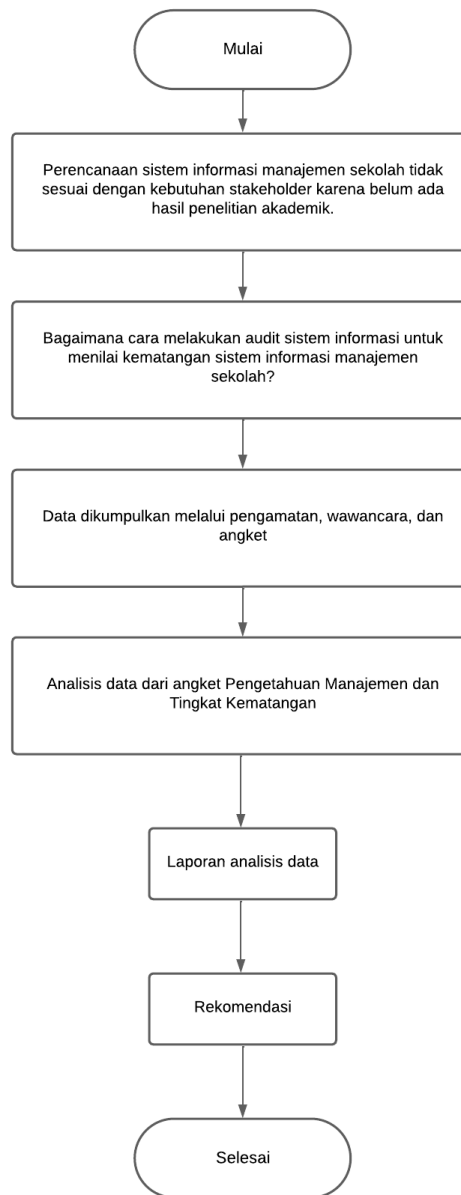 Mulai
Perencanaan sistem informasi manajemen sekolah tidak
sesuai dengan kebutuhan stakeholder karena belum ada
hasil penelitian akademik.
Bagaimana cara melakukan audit sistem informasi untuk
menilai kematangan sistem informasi manajemen
sekolah?
Data dikumpulkan melalui pengamatan, wawancara, dan
angket
Analisis data dari angket Pengetahuan Manajemen dan
Tingkat Kematangan
Laporan analisis data
Rekomendasi
Selesai